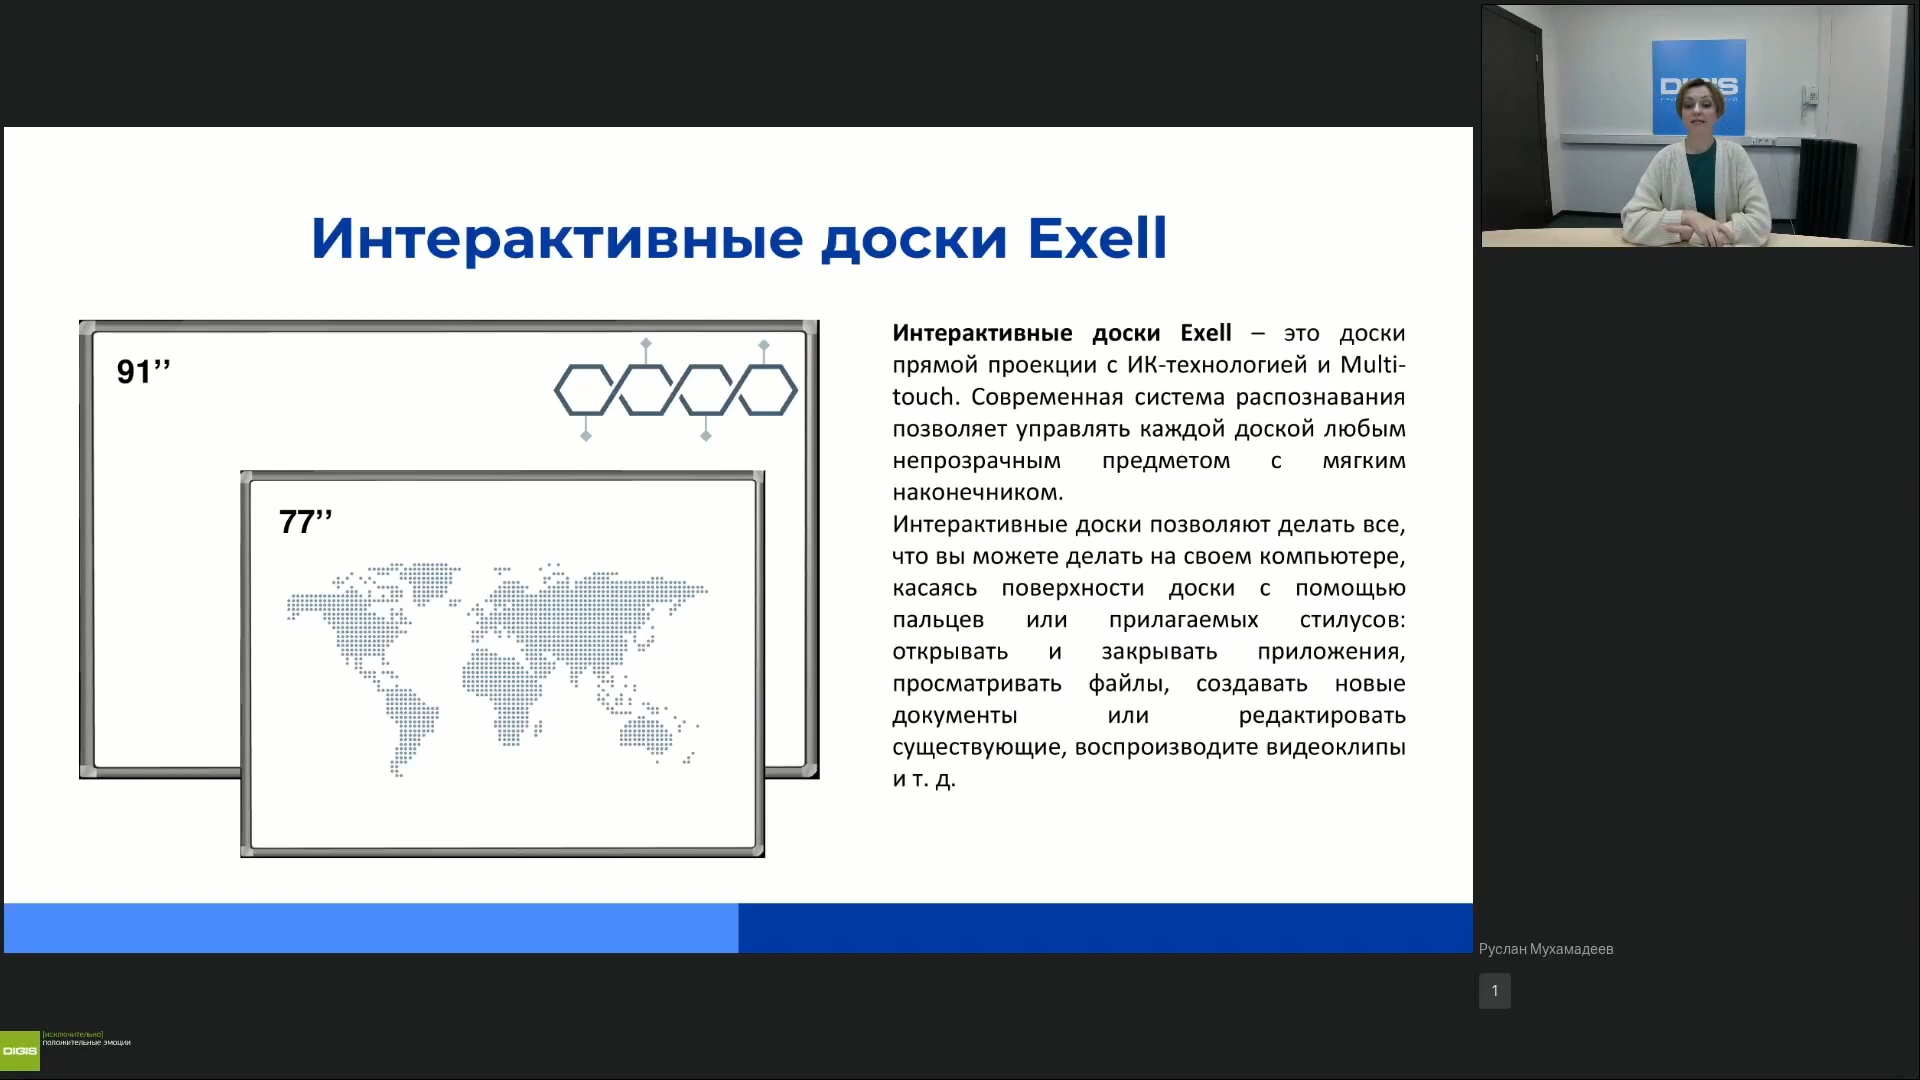 DIGIS
Интерактивные доски Exell
91’’
77’’
Интерактивные доски Exell – это доски
прямой проекции с ИК-технологией и Multi-
touch. Современная система распознавания
позволяет управлять каждой доской любым
непрозрачным предметом с мягким
наконечником.
Интерактивные доски позволяют делать все,
что вы можете делать на своем компьютере,
касаясь поверхности доски с помощью
пальцев или прилагаемых стилусов:
открывать и закрывать приложения,
просматривать файлы, создавать новые
документы или редактировать
существующие, воспроизводите видеоклипы
и т. д.
Руслан Мухамадеев
1
DIGIS
[исключительно]
положительные эмоции